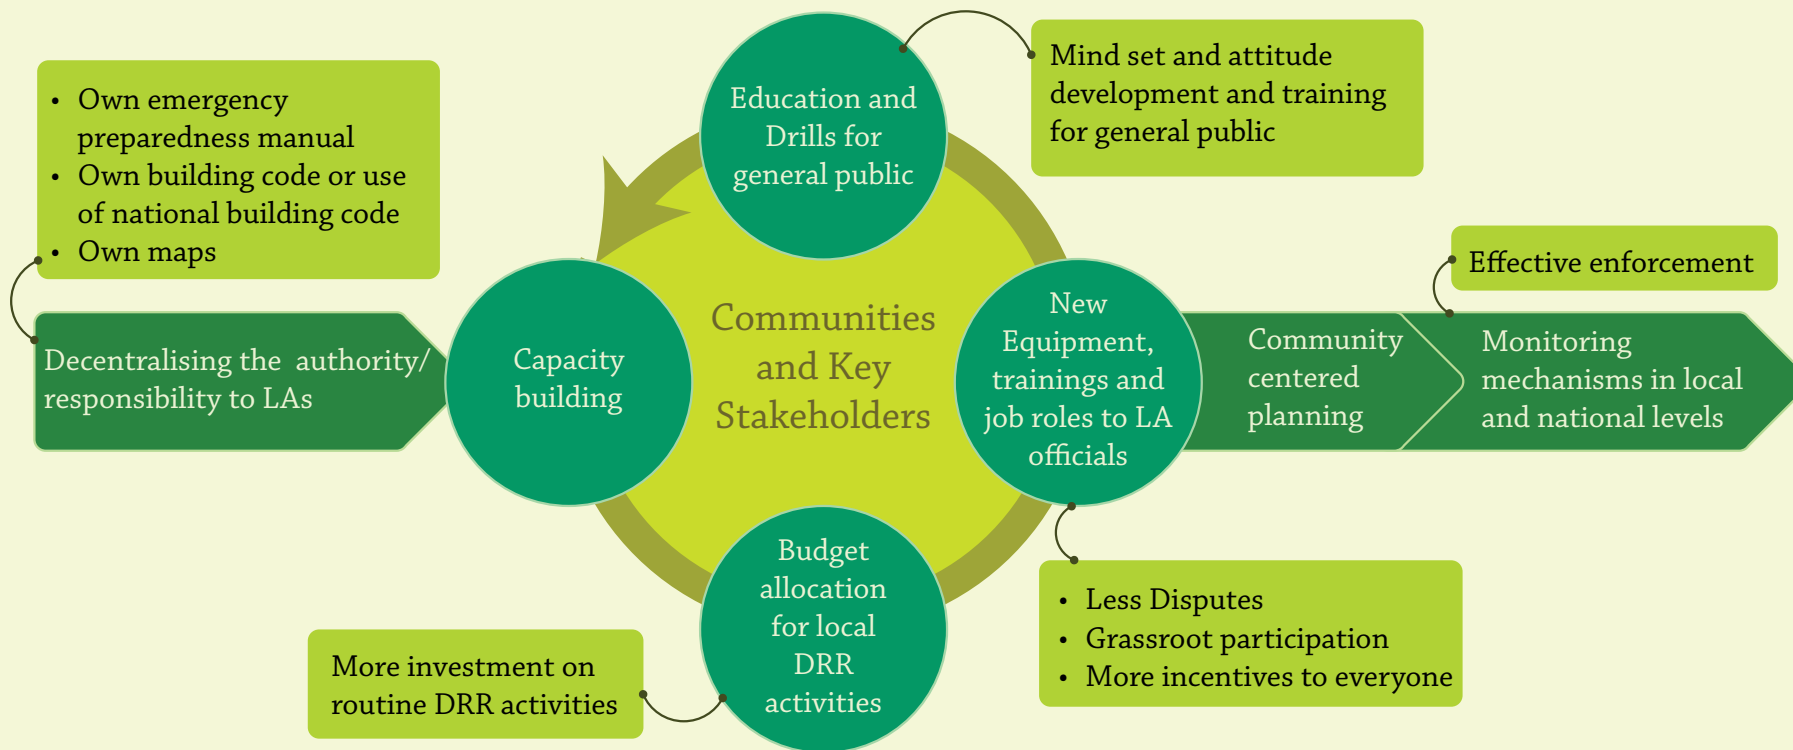 • Own emergency
preparedness manual
• Own building code or use
of national building code
• Own maps
Decentralising the authority/
responsibility to LAs
Capacity
building
Education and
Drills for
general public
Mind set and attitude
development and training
for general public
Communities
and Key
Stakeholders
New
Equipment,
trainings and
job roles to LA
officials
Community
centered
planning
Effective enforcement
Monitoring
mechanisms in local
and national levels
Budget
allocation
for local
DRR
activities
More investment on
routine DRR activities
• Less Disputes
• Grassroot participation
• More incentives to everyone